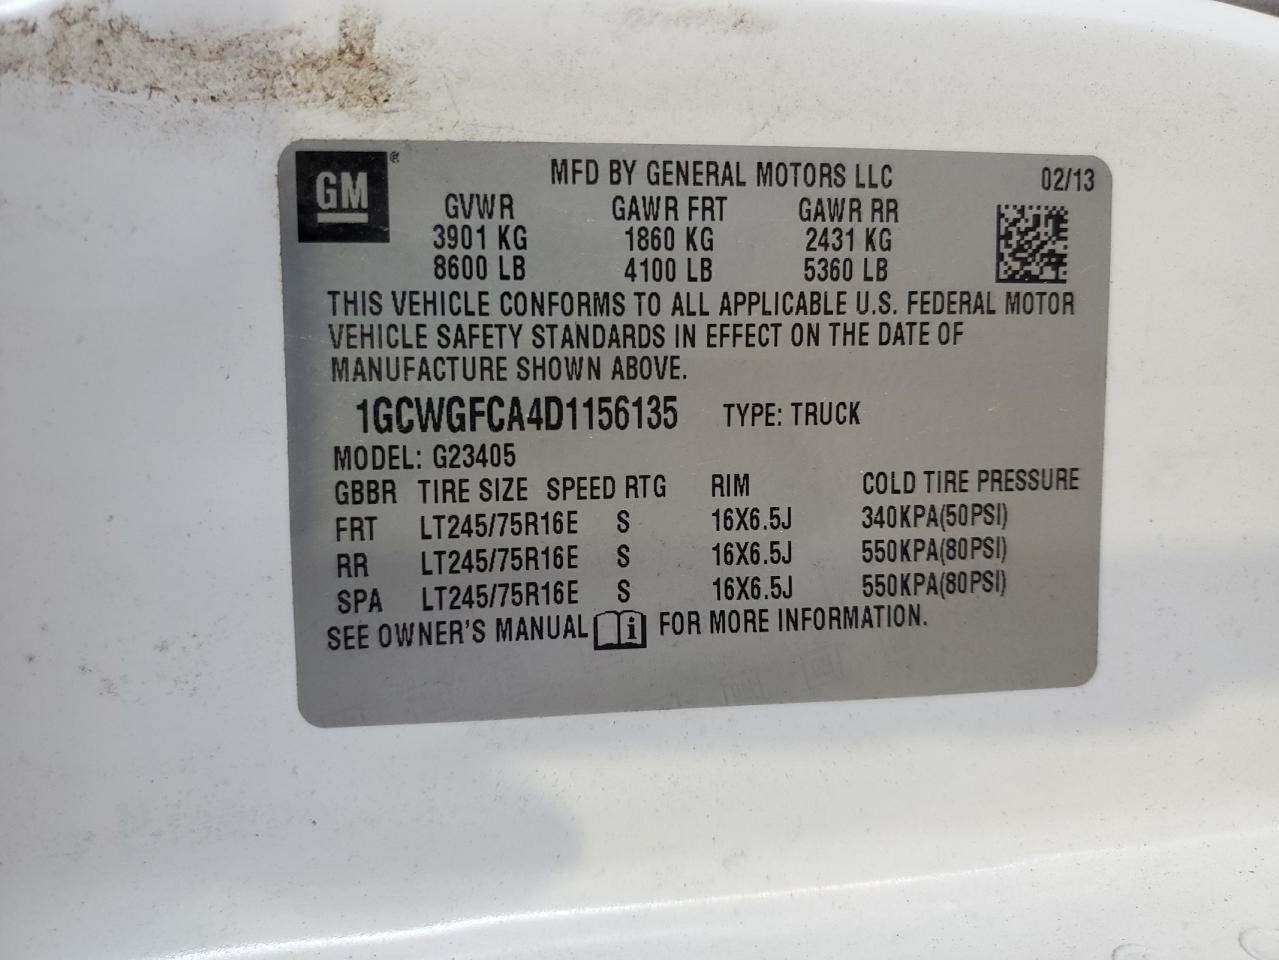 GM ® MFD BY GENERAL MOTORS LLC 02/13
GVWR GAWR FRT GAWR RR
3901 KG 1860 KG 2431 KG
8600 LB 4100 LB 5360 LB
THIS VEHICLE CONFORMS TO ALL APPLICABLE U.S. FEDERAL MOTOR
VEHICLE SAFETY STANDARDS IN EFFECT ON THE DATE OF
MANUFACTURE SHOWN ABOVE.
1GCWGFCA4D1156135 TYPE: TRUCK
MODEL: G23405
GBBR TIRE SIZE SPEED RTG RIM COLD TIRE PRESSURE
FRT LT245/75R16E S 16X6.5J 340KPA(50PSI)
RR LT245/75R16E S 16X6.5J 550KPA(80PSI)
SPA LT245/75R16E S 16X6.5J 550KPA(80PSI)
SEE OWNER'S MANUAL i FOR MORE INFORMATION.